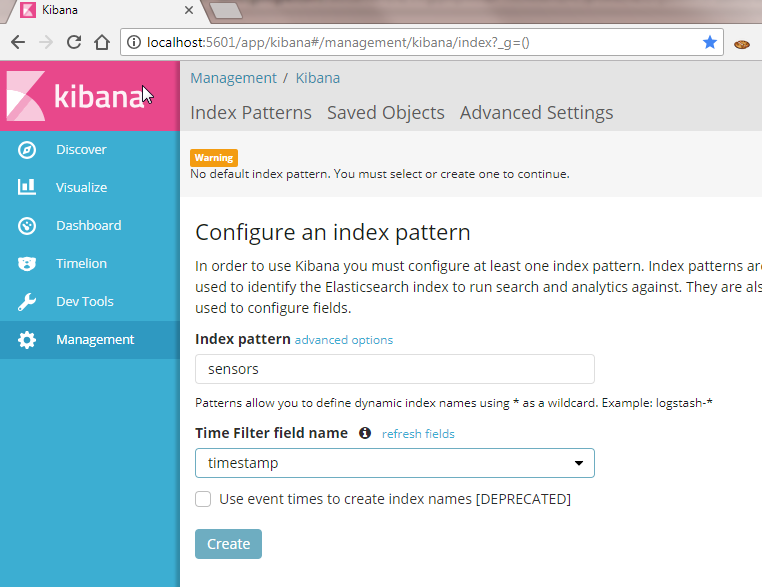 Kibana
localhost:5601/app/kibana#/management/kibana/index?_g=()
kibana
Management / Kibana
Index Patterns Saved Objects Advanced Settings
Discover
Visualize
Dashboard
Timelion
Dev Tools
Management
Warning
No default index pattern. You must select or create one to continue.
Configure an index pattern
In order to use Kibana you must configure at least one index pattern. Index patterns are
used to identify the Elasticsearch index to run search and analytics against. They are also
used to configure fields.
Index pattern advanced options
sensors
Patterns allow you to define dynamic index names using * as a wildcard. Example: logstash-*
Time Filter field name refresh fields
timestamp
Use event times to create index names [DEPRECATED]
Create